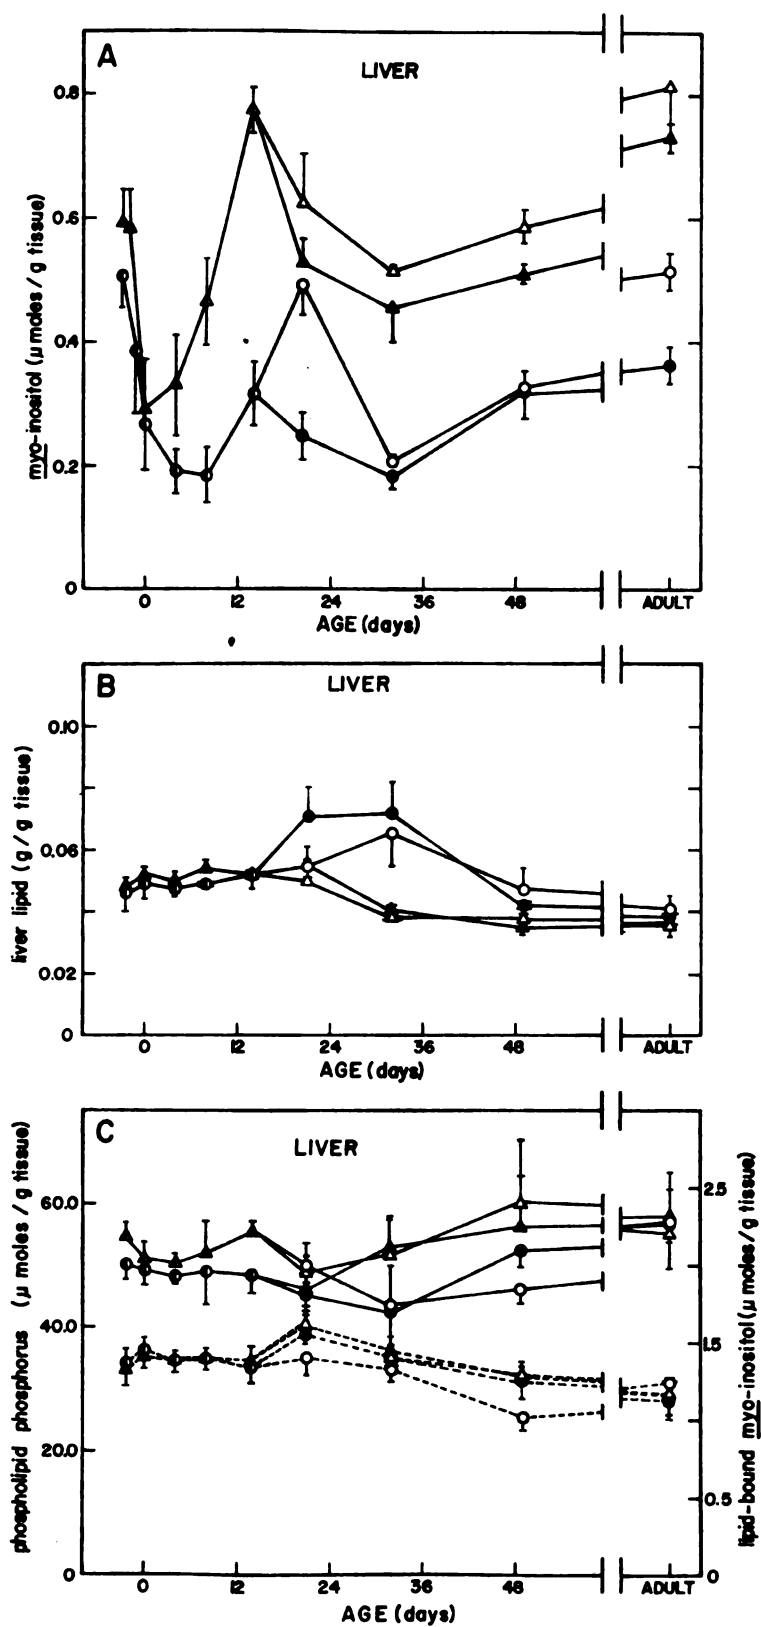 A
LIVER
myo-inositol (μ moles / g tissue)
0.8
0.6
0.4
0.2
0
0 12 24 36 48 ADULT
AGE (days)
B
LIVER
liver lipid (g / g tissue)
0.10
0.06
0.02
0
0 12 24 36 48 ADULT
AGE (days)
C
LIVER
phospholipid phosphorus (μ moles / g tissue)
60.0
40.0
20.0
0
2.5
1.5
0.5
0
lipid-bound myo-inositol (μ moles / g tissue)
0 12 24 36 48 ADULT
AGE (days)